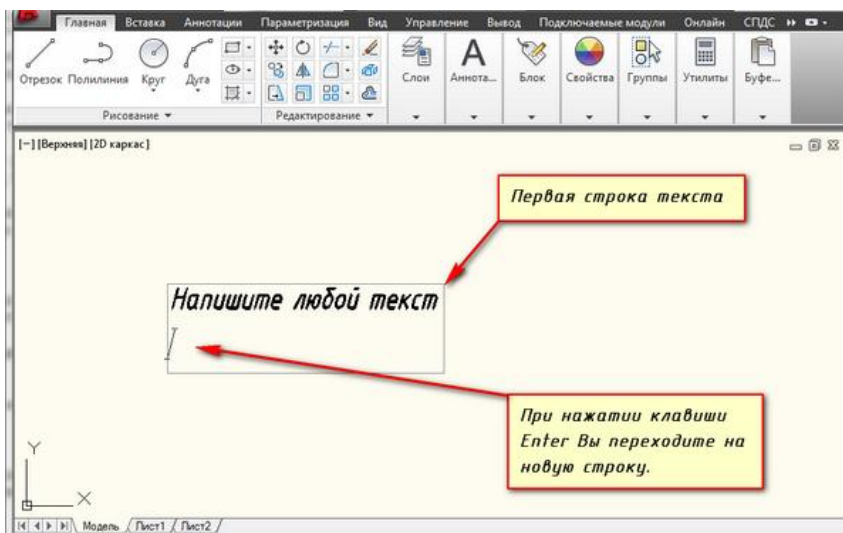 Главная Вставка Аннотации Параметризация Вид Управление Вывод Подключаемые модули Онлайн СПДС
Отрезок Полилиния Круг Дуга Слои Аннота... Блок Свойства Группы Утилиты Буфе...
Рисование Редактирование
[−] [Верхняя] [2D каркас]
Первая строка текста
Напишите любой текст
При нажатии клавиши
Enter Вы переходите на
новую строку.
Y
X
Модель Лист1 Лист2